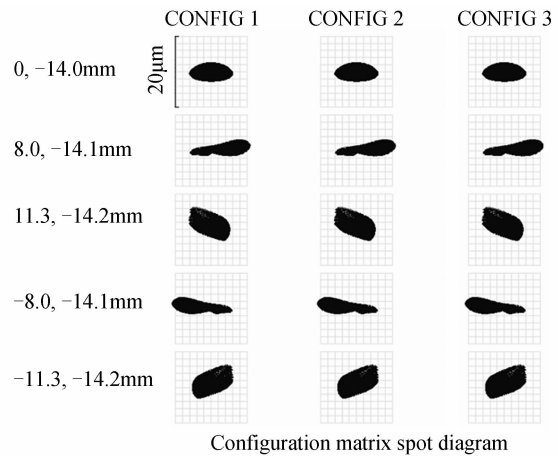 CONFIG 1 CONFIG 2 CONFIG 3
0, −14.0mm
20μm
8.0, −14.1mm
11.3, −14.2mm
−8.0, −14.1mm
−11.3, −14.2mm
Configuration matrix spot diagram